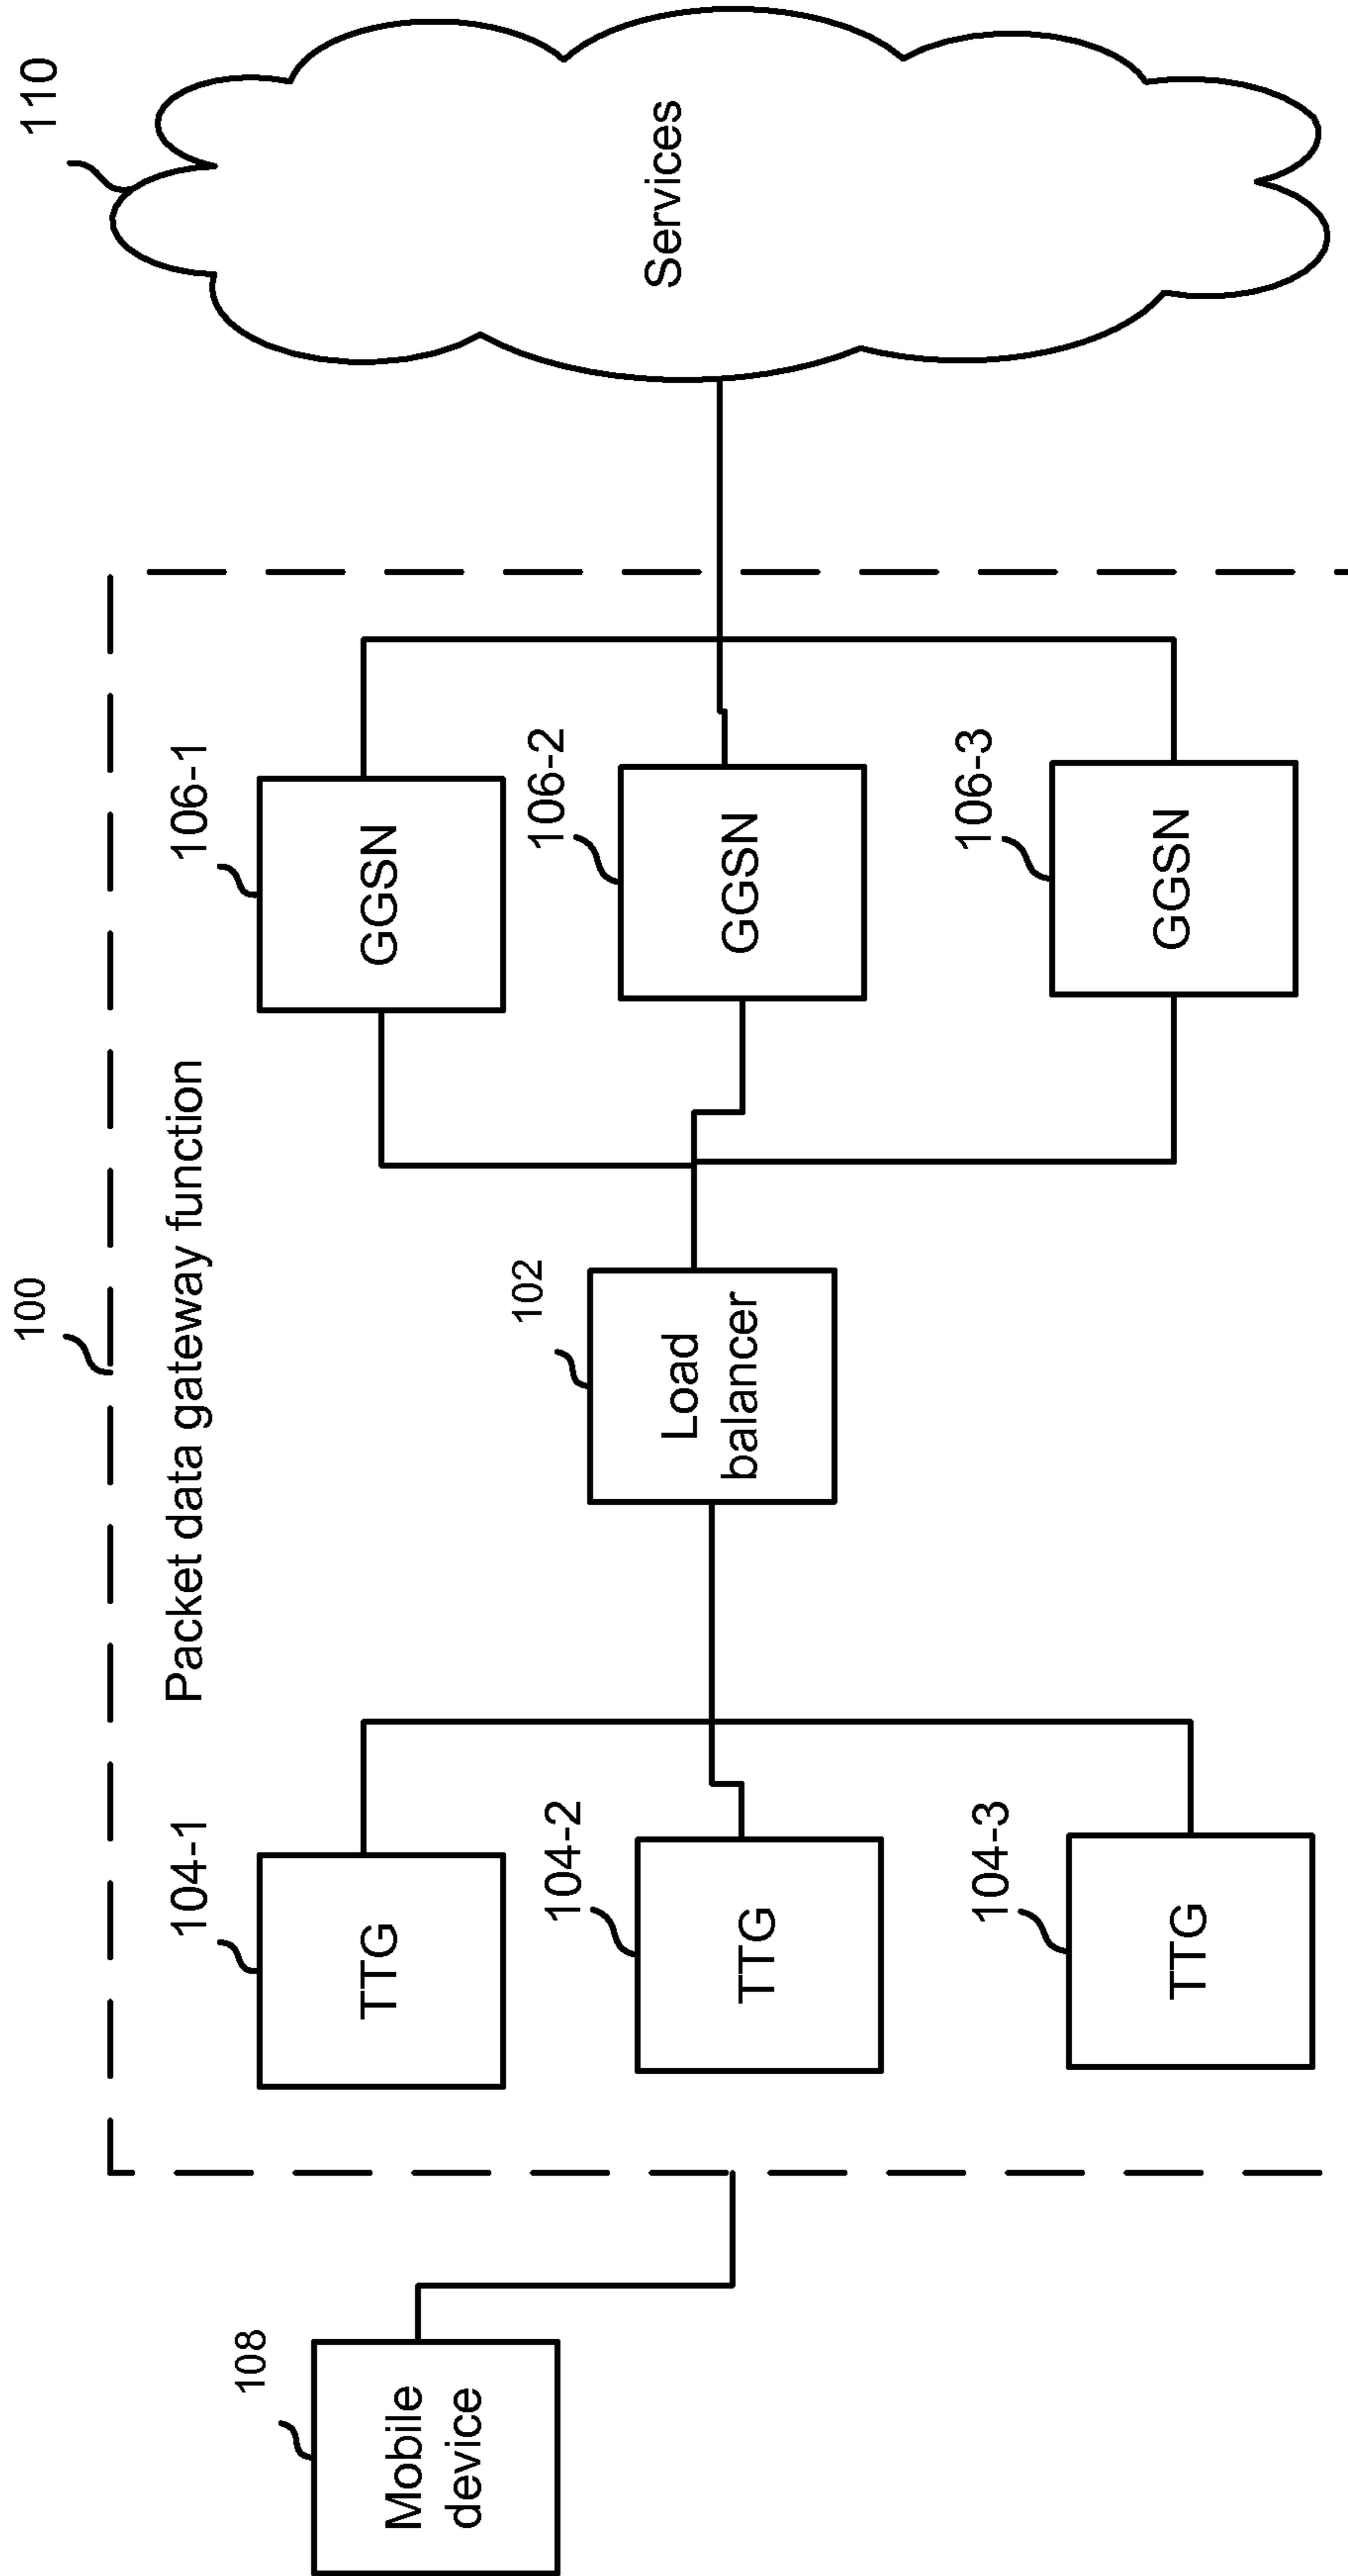 100
110
Packet data gateway function
104-1
TTG
106-1
GGSN
108
Mobile
device
104-2
TTG
102
Load
balancer
106-2
GGSN
Services
104-3
TTG
106-3
GGSN